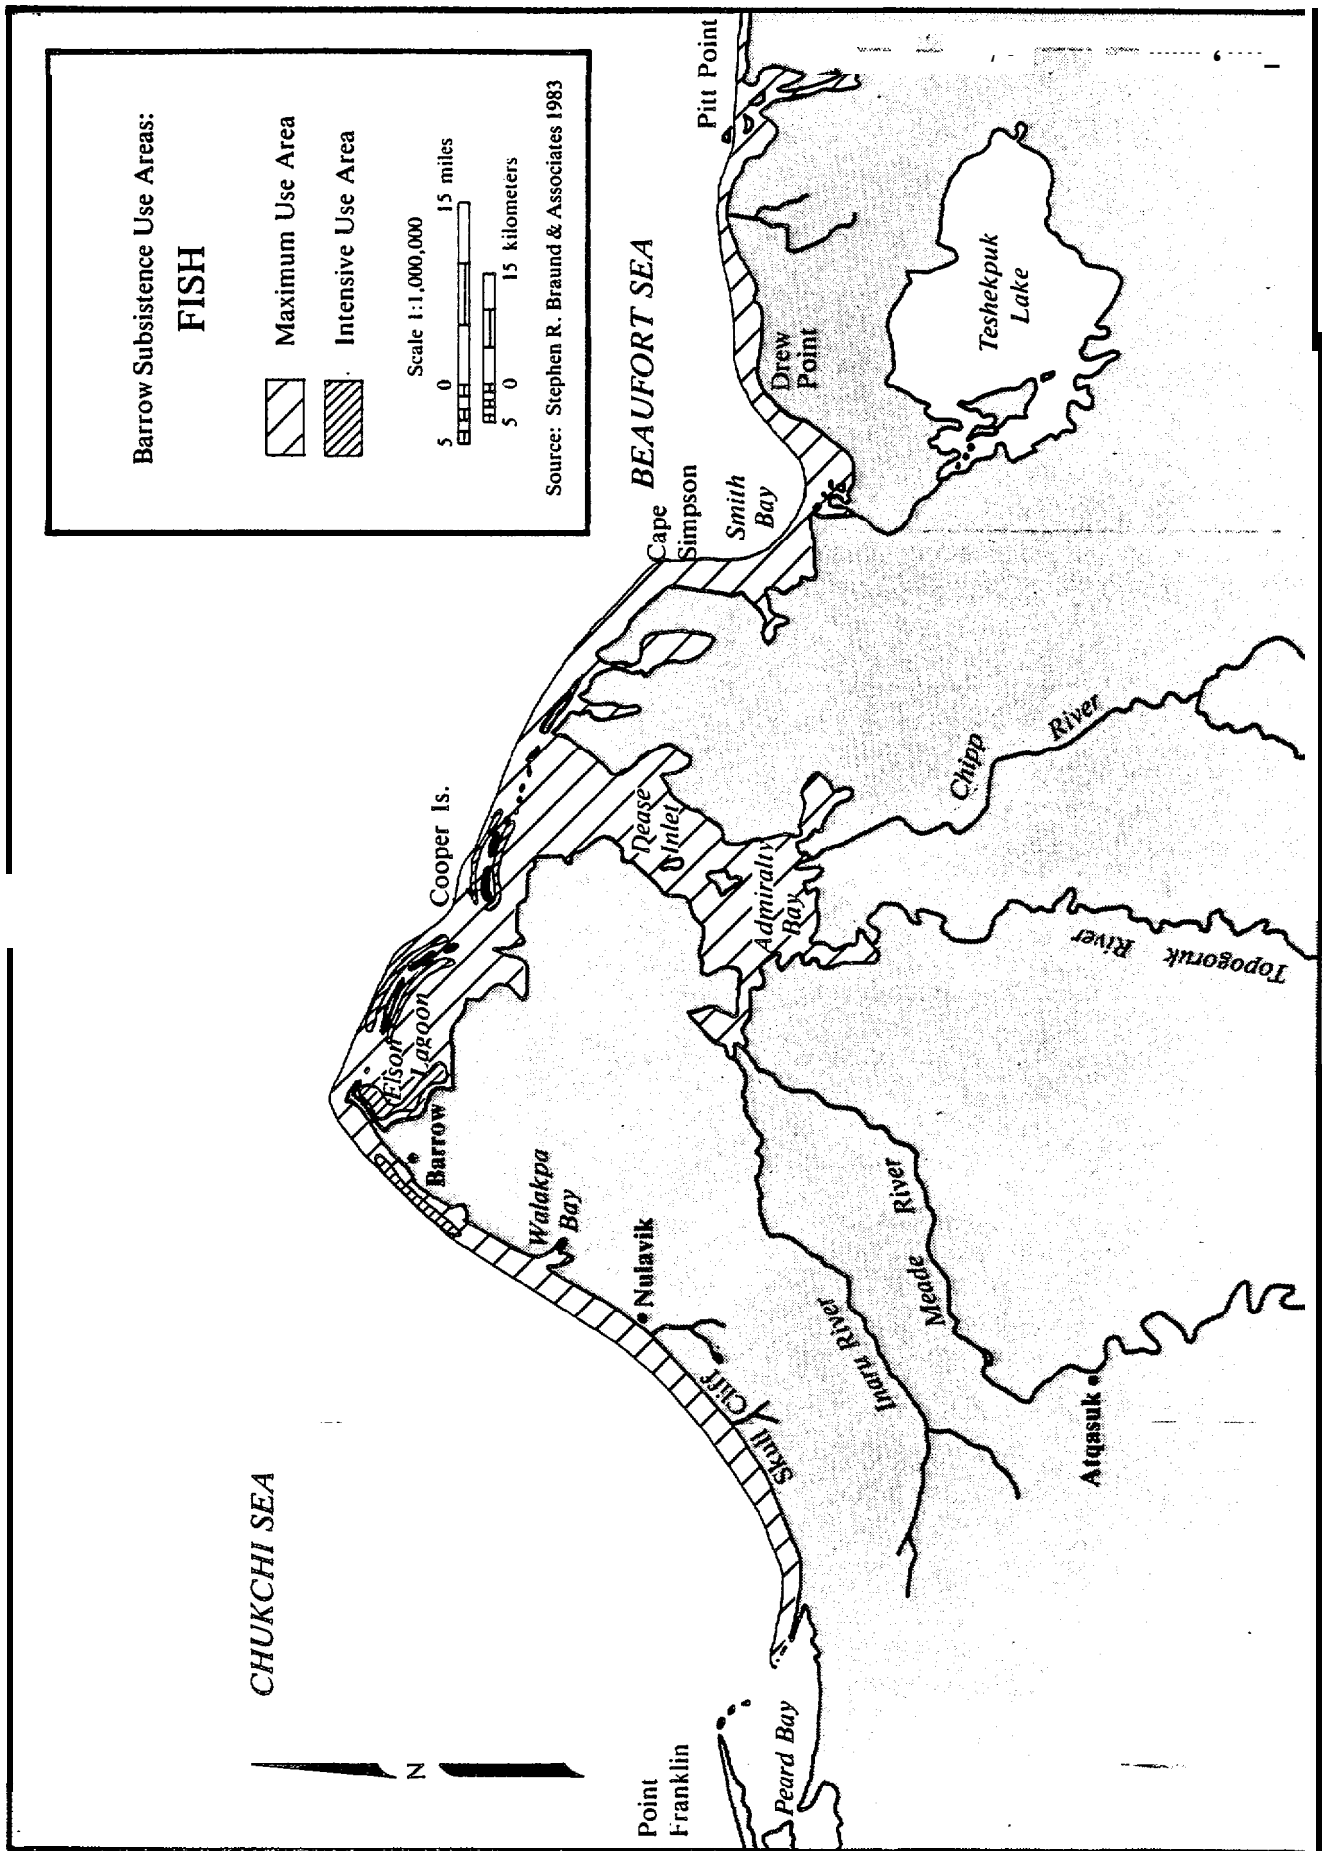 Barrow Subsistence Use Areas:
FISH
Maximum Use Area
Intensive Use Area
Scale 1:1,000,000
5 0 15 miles
5 0 15 kilometers
Source: Stephen R. Braund & Associates 1983
CHUKCHI SEA
BEAUFORT SEA
N
Point
Franklin
Peard Bay
Skull Cliff
Nulavik
Walakpa
Bay
Barrow
Elson
Lagoon
Cooper Is.
Dease
Inlet
Admiralty
Bay
Cape
Simpson
Smith
Bay
Drew
Point
Pitt Point
Teshekpuk
Lake
Chipp
River
Topogoruk
River
Meade
River
Inaru River
Atqasuk